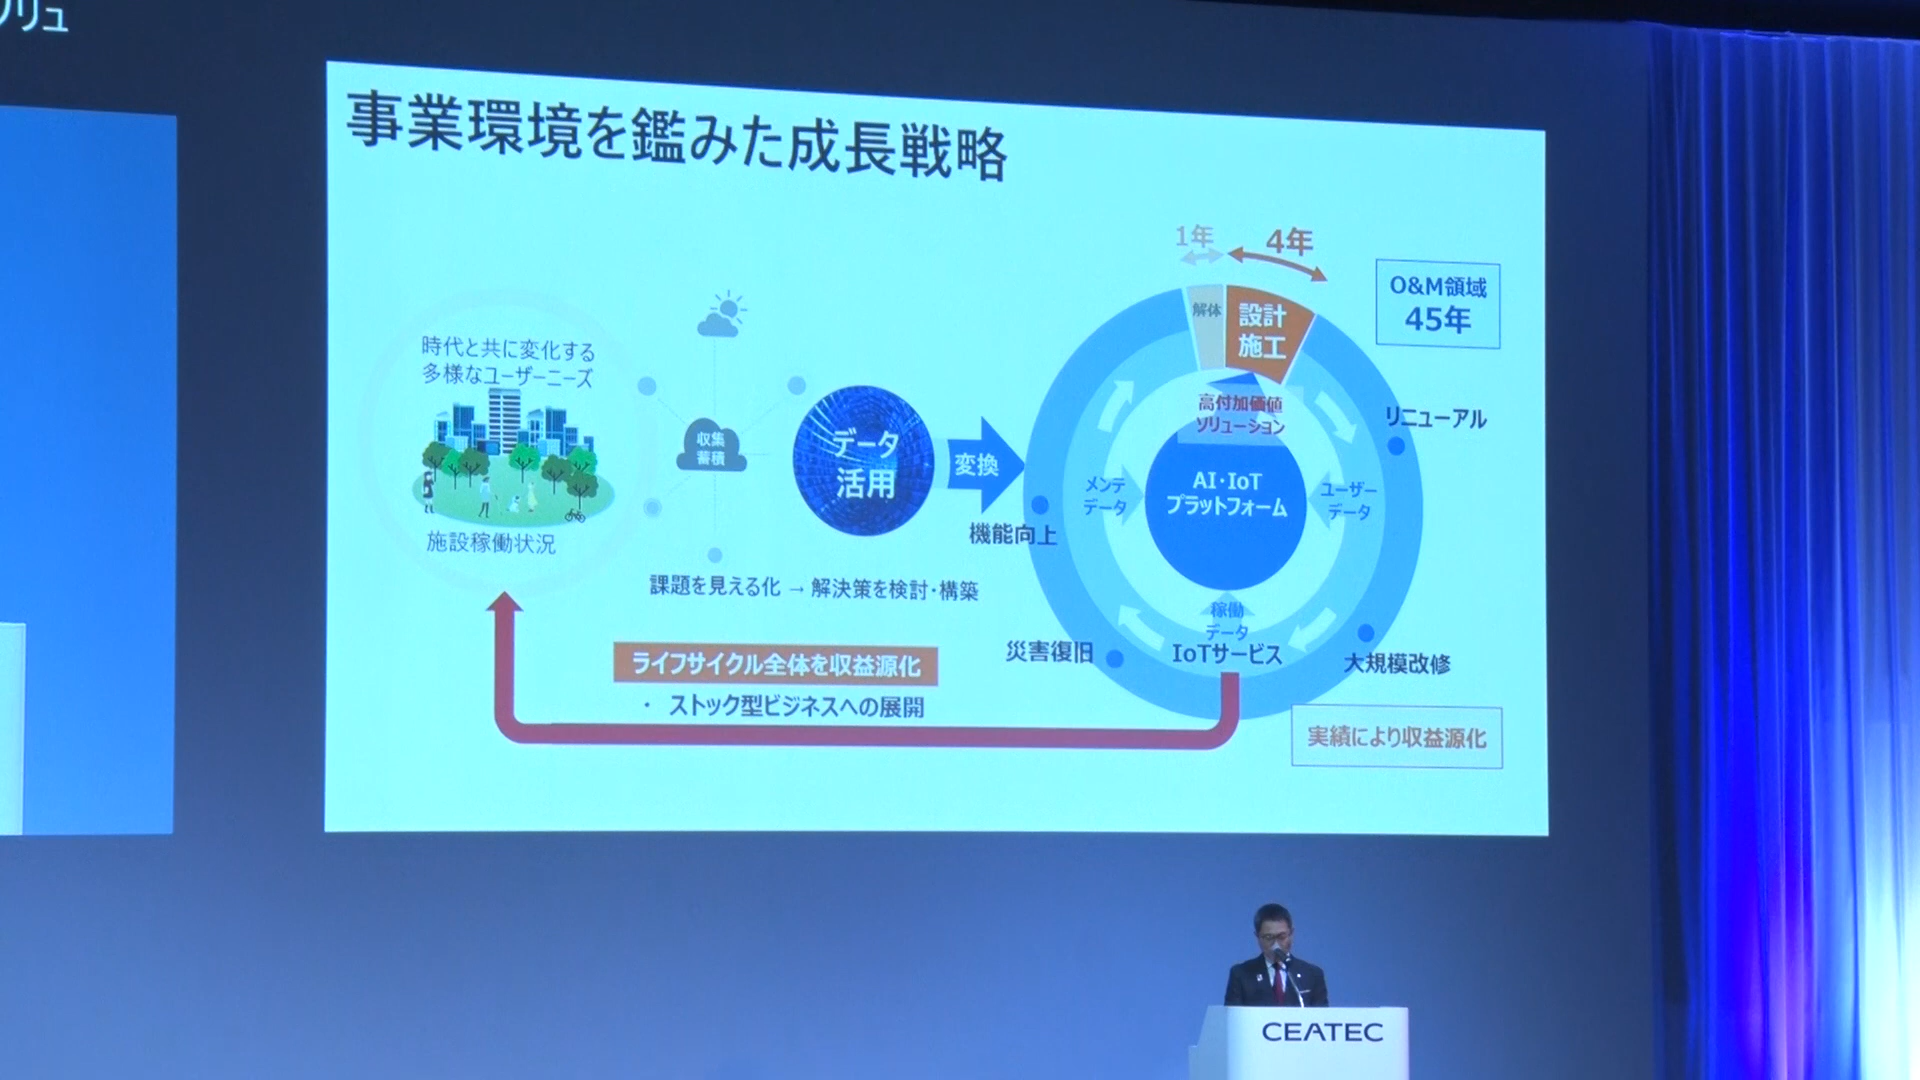 事業環境を鑑みた成長戦略
1年
4年
O&M領域
45年
解体
設計
施工
時代と共に変化する
多様なユーザーニーズ
収集
蓄積
データ
活用
変換
高付加価値
ソリューション
リニューアル
メンテ
データ
AI・IoT
プラットフォーム
ユーザー
データ
機能向上
施設稼働状況
課題を見える化 → 解決策を検討・構築
稼働
データ
IoTサービス
災害復旧
大規模改修
ライフサイクル全体を収益源化
・ ストック型ビジネスへの展開
実績により収益源化
CEATEC